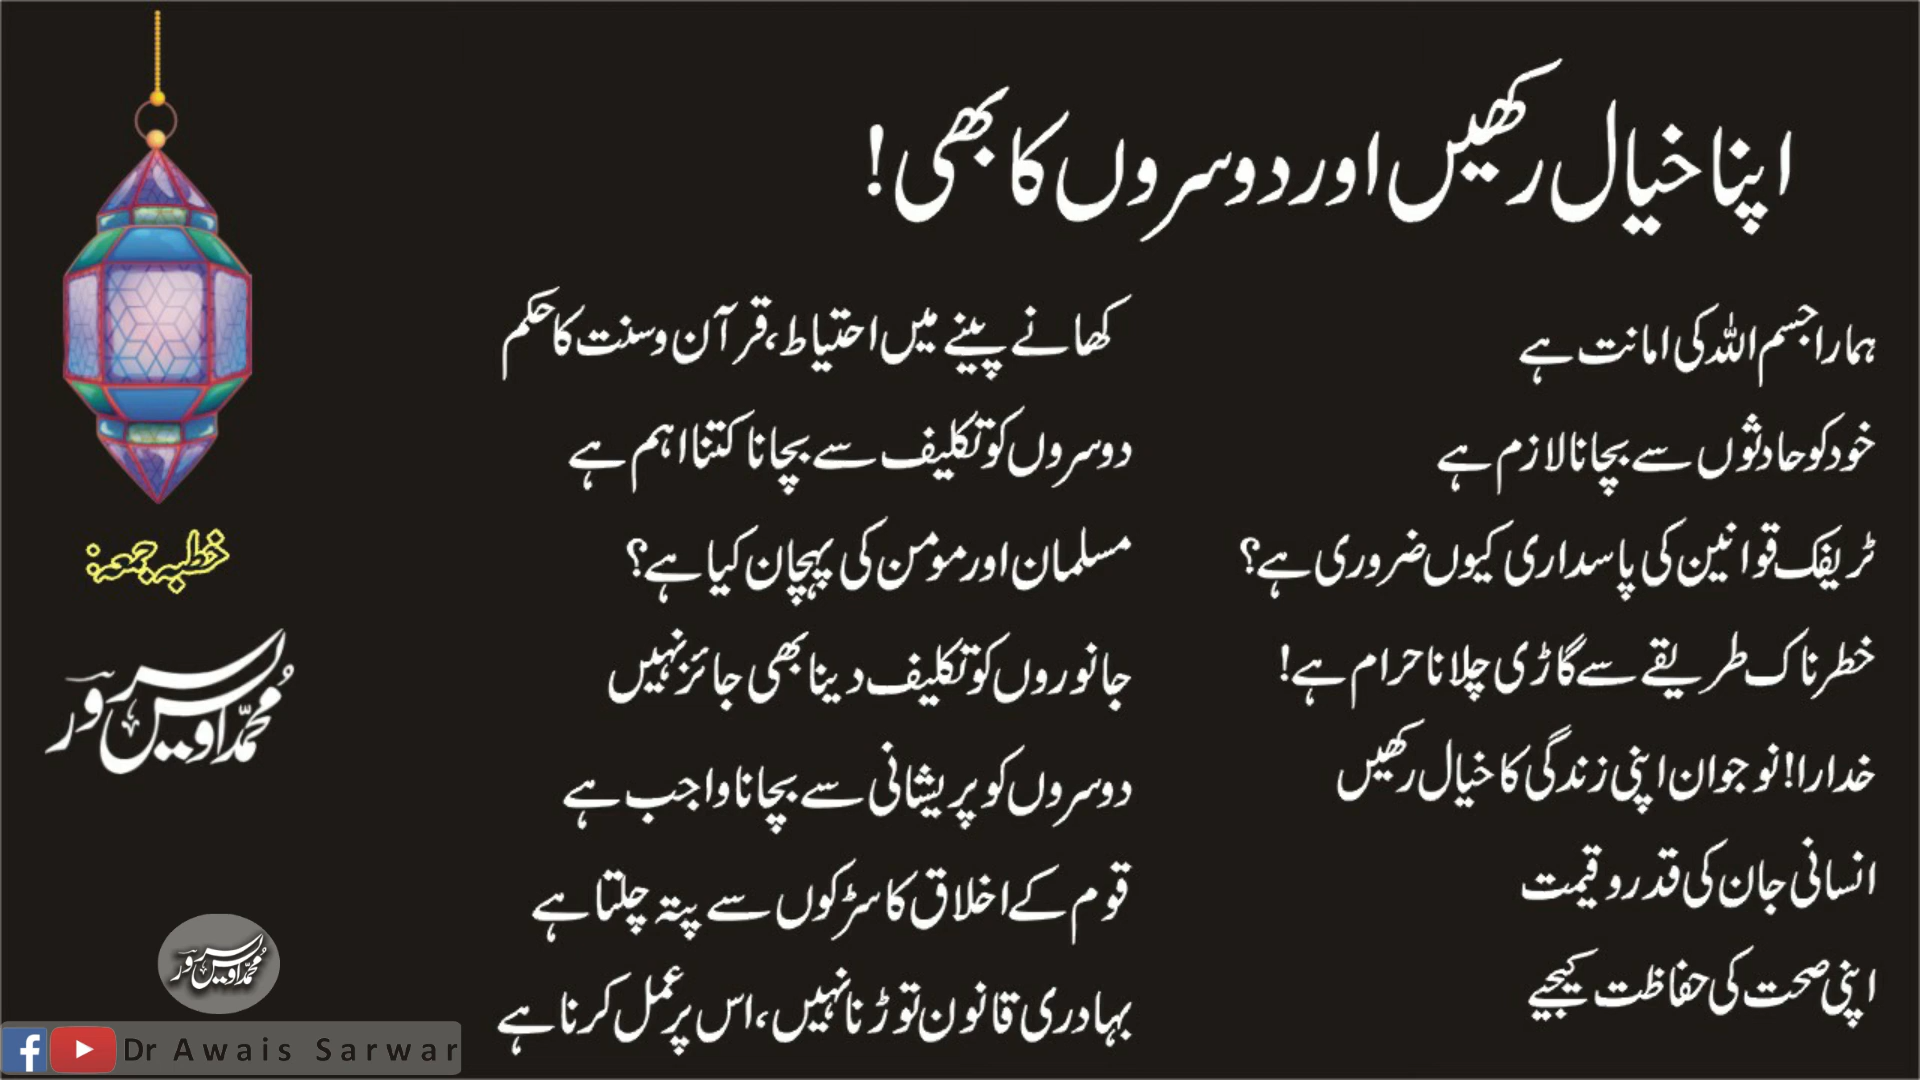 اپنا خیال رکھیں اور دوسروں کا بھی!
ہمارا جسم اللہ کی امانت ہے
خود کو حادثوں سے بچانا لازم ہے
ٹریفک قوانین کی پاسداری کیوں ضروری ہے؟
خطرناک طریقے سے گاڑی چلانا حرام ہے!
خدارا! نوجوان اپنی زندگی کا خیال رکھیں
انسانی جان کی قدر و قیمت
اپنی صحت کی حفاظت کیجیے
کھانے پینے میں احتیاط، قرآن و سنت کا حکم
دوسروں کو تکلیف سے بچانا کتنا اہم ہے
مسلمان اور مومن کی پہچان کیا ہے؟
جانوروں کو تکلیف دینا بھی جائز نہیں
دوسروں کو پریشانی سے بچانا واجب ہے
قوم کے اخلاق کا سڑکوں سے پتہ چلتا ہے
بہادری قانون توڑنا نہیں، اس پر عمل کرنا ہے
خطبہ جمعہ:
محمد اویس سرور
محمد اویس سرور
Dr Awais Sarwar